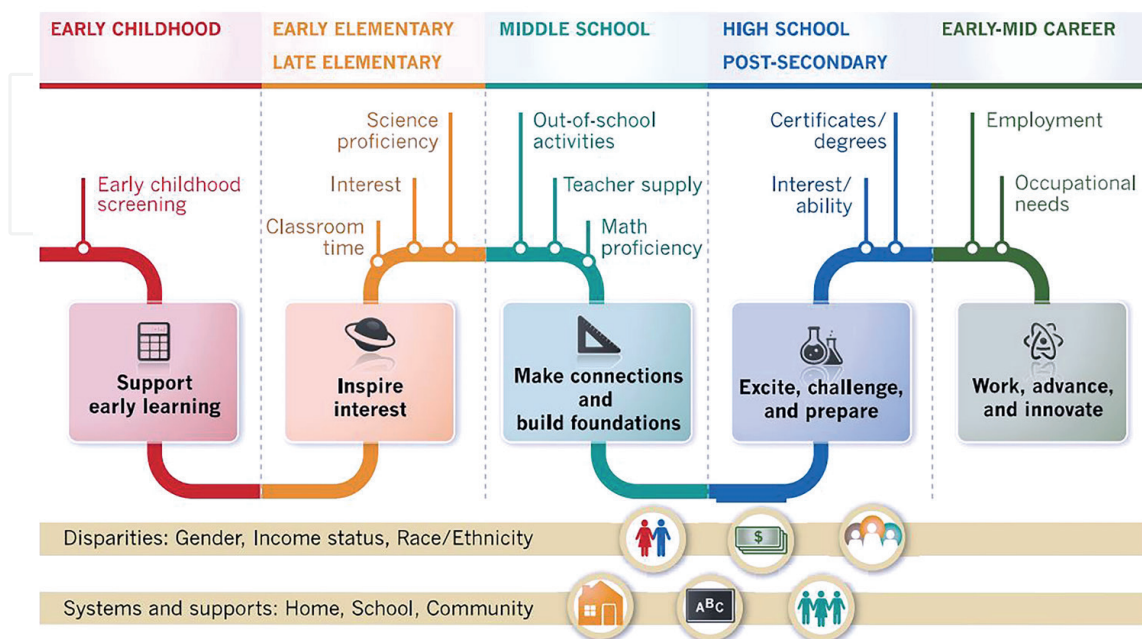 EARLY CHILDHOOD
EARLY ELEMENTARY
LATE ELEMENTARY
MIDDLE SCHOOL
HIGH SCHOOL
POST-SECONDARY
EARLY-MID CAREER
Early childhood
screening
Science
proficiency
Interest
Classroom
time
Out-of-school
activities
Teacher supply
Math
proficiency
Certificates/
degrees
Interest/
ability
Employment
Occupational
needs
Support
early learning
Inspire
interest
Make connections
and
build foundations
Excite, challenge,
and prepare
Work, advance,
and innovate
Disparities: Gender, Income status, Race/Ethnicity
$
Systems and supports: Home, School, Community
ABC